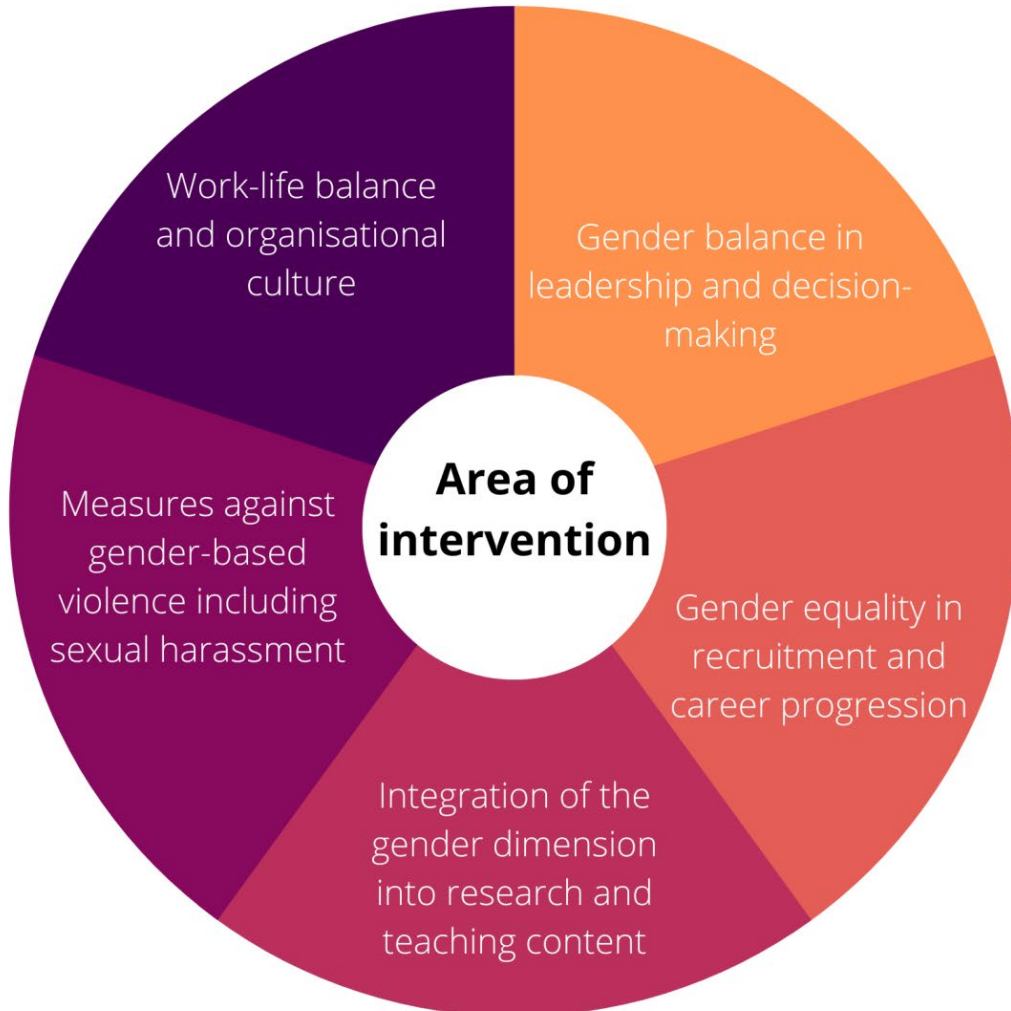 Work-life balance
and organisational
culture
Gender balance in
leadership and decision-
making
Area of
intervention
Measures against
gender-based
violence including
sexual harassment
Gender equality in
recruitment and
career progression
Integration of the
gender dimension
into research and
teaching content